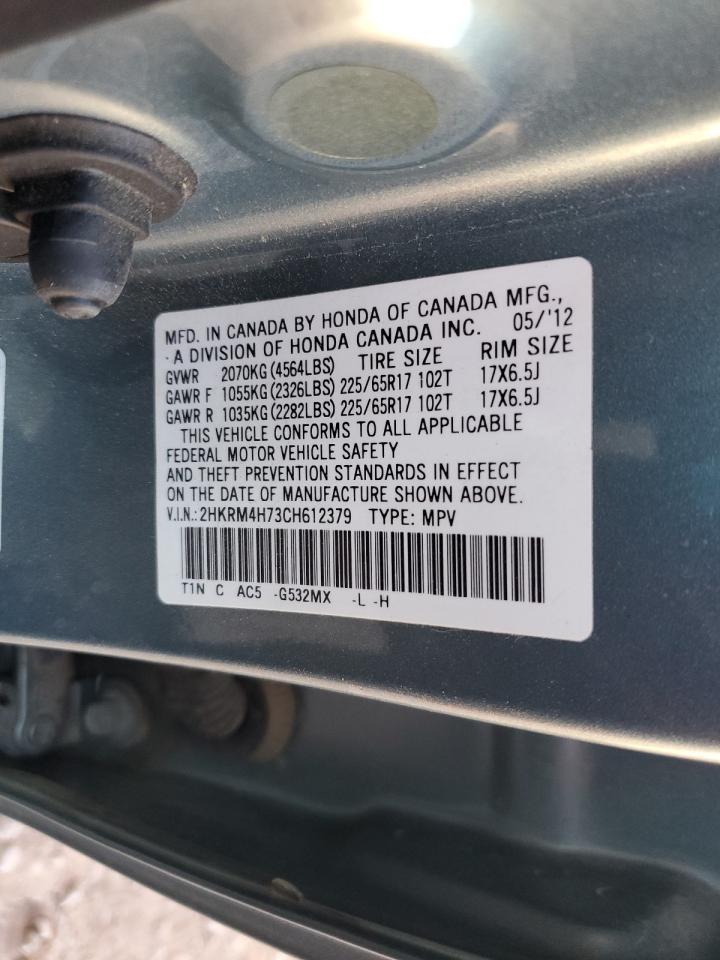 MFD. IN CANADA BY HONDA OF CANADA MFG.,
- A DIVISION OF HONDA CANADA INC. 05/'12
GVWR 2070KG (4564LBS) TIRE SIZE RIM SIZE
GAWR F 1055KG (2326LBS) 225/65R17 102T 17X6.5J
GAWR R 1035KG (2282LBS) 225/65R17 102T 17X6.5J
THIS VEHICLE CONFORMS TO ALL APPLICABLE
FEDERAL MOTOR VEHICLE SAFETY
AND THEFT PREVENTION STANDARDS IN EFFECT
ON THE DATE OF MANUFACTURE SHOWN ABOVE.
V.I.N.: 2HKRM4H73CH612379 TYPE: MPV
T1N C AC5 -G532MX -L -H